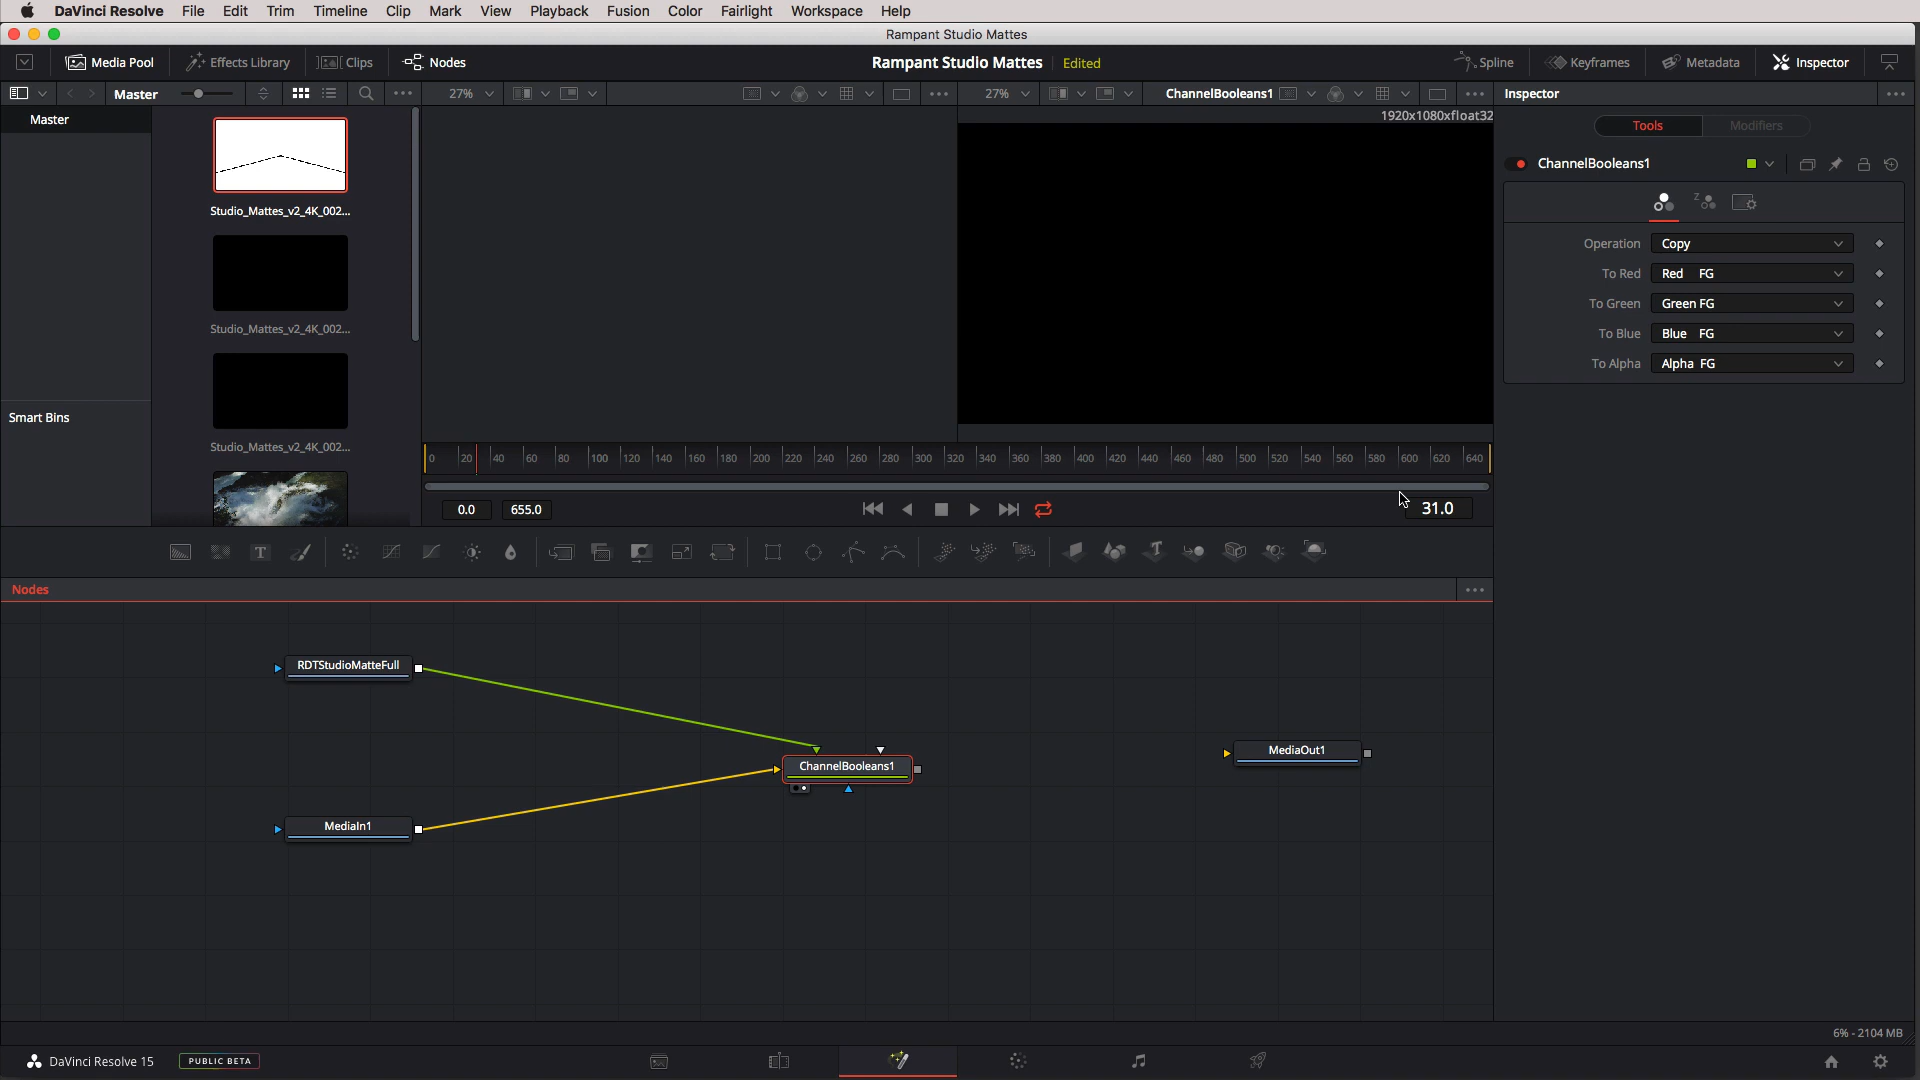 DaVinci Resolve File Edit Trim Timeline Clip Mark View Playback Fusion Color Fairlight Workspace Help
Rampant Studio Mattes
Media Pool Effects Library Clips Nodes Rampant Studio Mattes Edited Spline Keyframes Metadata Inspector
Master 27% 27% ChannelBooleans1 Inspector
Master
1920x1080xfloat32
Tools Modifiers
ChannelBooleans1
Studio_Mattes_v2_4K_002...
Z
Operation Copy
To Red Red FG
To Green Green FG
To Blue Blue FG
To Alpha Alpha FG
Studio_Mattes_v2_4K_002...
Smart Bins
Studio_Mattes_v2_4K_002...
0 20 40 60 80 100 120 140 160 180 200 220 240 260 280 300 320 340 360 380 400 420 440 460 480 500 520 540 560 580 600 620 640
0.0 655.0 31.0
T T
Nodes
RDTStudioMatteFull
MediaOut1
ChannelBooleans1
MediaIn1
6% - 2104 MB
DaVinci Resolve 15 PUBLIC BETA